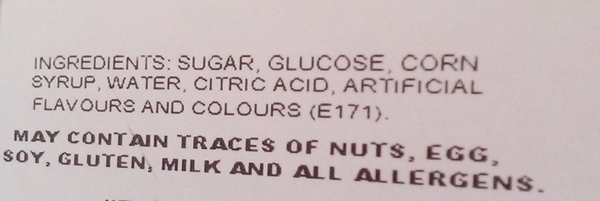 INGREDIENTS: SUGAR, GLUCOSE, CORN
SYRUP, WATER, CITRIC ACID, ARTIFICIAL
FLAVOURS AND COLOURS (E171).
MAY CONTAIN TRACES OF NUTS, EGG,
SOY, GLUTEN, MILK AND ALL ALLERGENS.